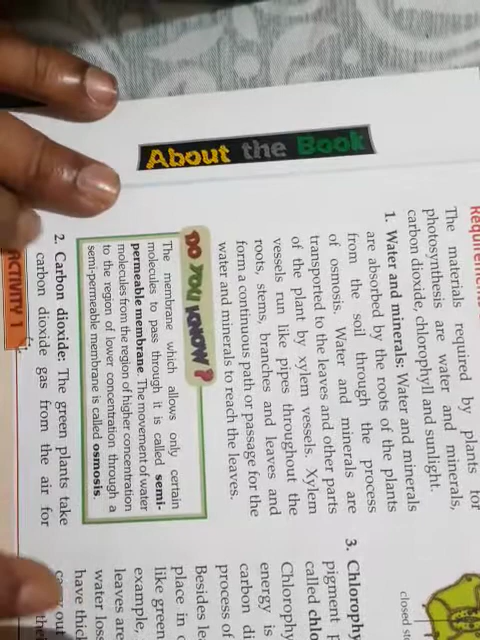 About the Book
The materials required by plants for
photosynthesis are water and minerals,
carbon dioxide, chlorophyll and sunlight.
1. Water and minerals: Water and minerals
are absorbed by the roots of the plants
from the soil through the process
of osmosis. Water and minerals are
transported to the leaves and other parts
of the plant by xylem vessels. Xylem
vessels run like pipes throughout the
roots, stems, branches and leaves and
form a continuous path or passage for the
water and minerals to reach the leaves.
DO YOU KNOW?
The membrane which allows only certain
molecules to pass through it is called semi-
permeable membrane. The movement of water
molecules from the region of higher concentration
to the region of lower concentration through a
semi-permeable membrane is called osmosis.
2. Carbon dioxide: The green plants take
carbon dioxide gas from the air for
ACTIVITY 1
closed
3. Chlorophy
pigment
called chl
Chlorop
energy is
carbon di
process of
Besides le
place in
like green
example,
leaves are
water los
have thic
out